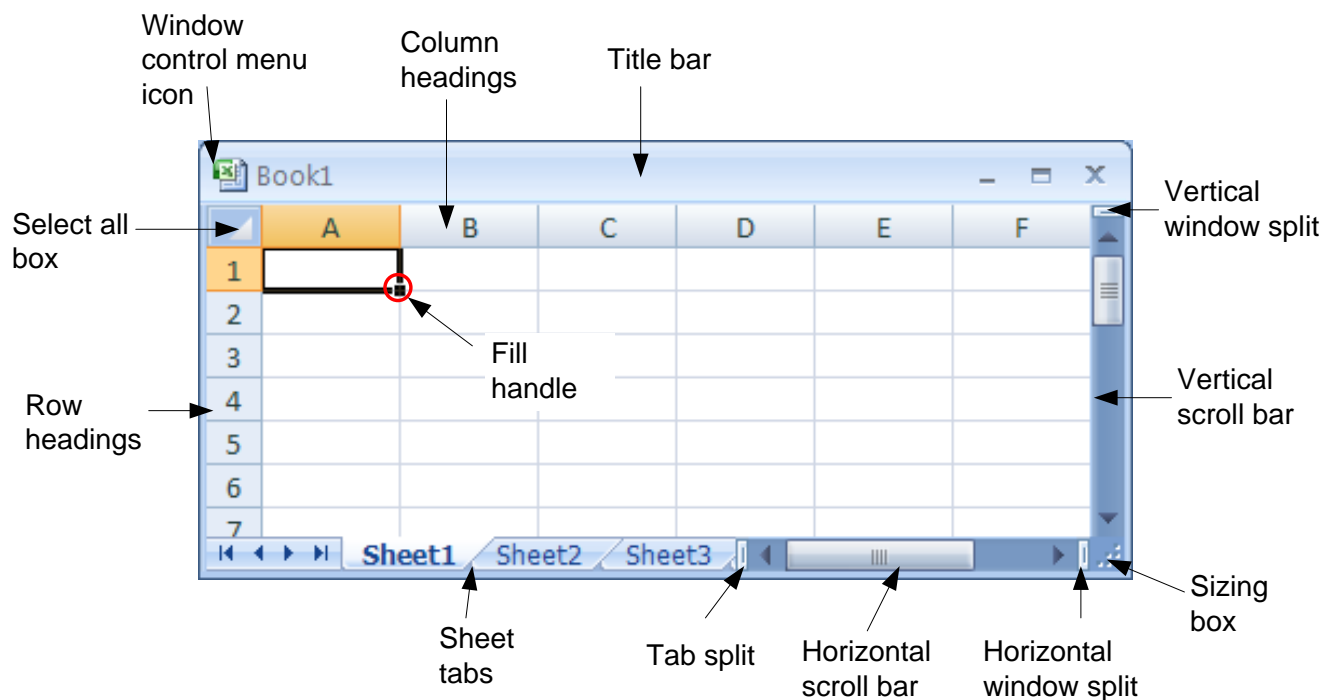 Window
control menu
icon
Column
headings
Title bar
Book1
Select all
box
A B C D E F
Vertical
window split
1
2
3
Fill
handle
4
Row
headings
Vertical
scroll bar
5
6
7
Sheet1 Sheet2 Sheet3
Sizing
box
Sheet
tabs
Tab split
Horizontal
scroll bar
Horizontal
window split